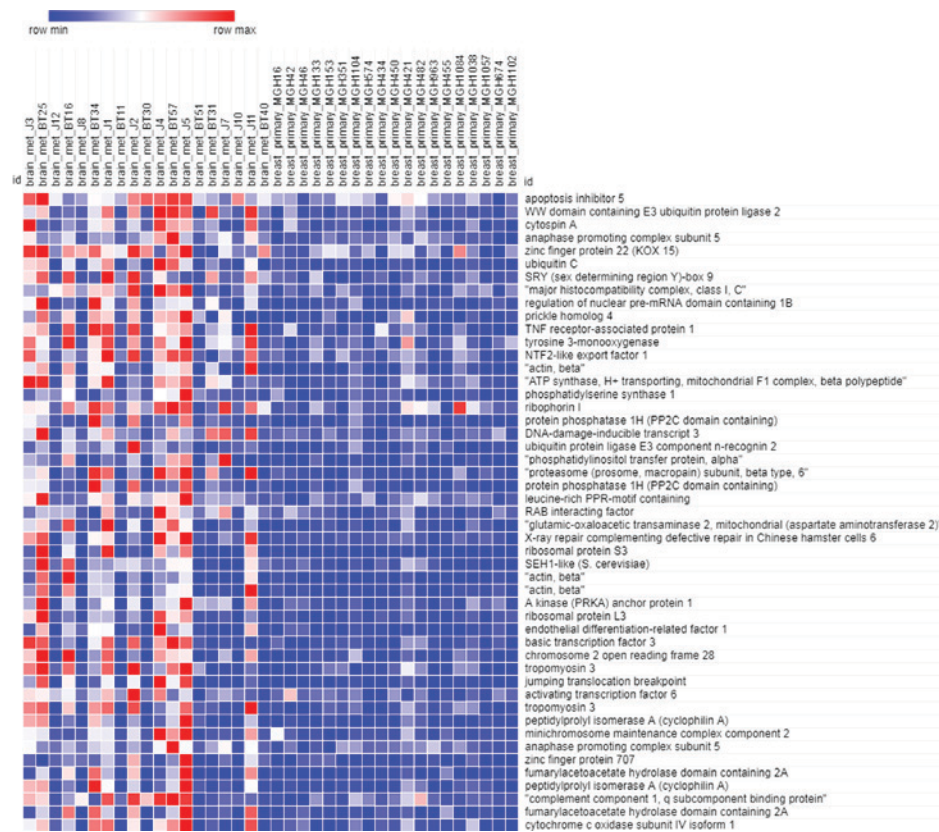 row min
row max
id
brain_met_J3
brain_met_BT25
brain_met_J12
brain_met_BT16
brain_met_J8
brain_met_BT34
brain_met_J1
brain_met_BT11
brain_met_J2
brain_met_BT30
brain_met_J4
brain_met_BT57
brain_met_J5
brain_met_BT51
brain_met_BT31
brain_met_J7
brain_met_J10
brain_met_J11
brain_met_BT40
breast_primary_MGH16
breast_primary_MGH42
breast_primary_MGH46
breast_primary_MGH133
breast_primary_MGH153
breast_primary_MGH351
breast_primary_MGH1104
breast_primary_MGH574
breast_primary_MGH434
breast_primary_MGH450
breast_primary_MGH421
breast_primary_MGH482
breast_primary_MGH963
breast_primary_MGH455
breast_primary_MGH1084
breast_primary_MGH1038
breast_primary_MGH1057
breast_primary_MGH674
breast_primary_MGH1102
id
apoptosis inhibitor 5
WW domain containing E3 ubiquitin protein ligase 2
cytospin A
anaphase promoting complex subunit 5
zinc finger protein 22 (KOX 15)
ubiquitin C
SRY (sex determining region Y)-box 9
"major histocompatibility complex, class I, C"
regulation of nuclear pre-mRNA domain containing 1B
prickle homolog 4
TNF receptor-associated protein 1
tyrosine 3-monooxygenase
NTF2-like export factor 1
"actin, beta"
"ATP synthase, H+ transporting, mitochondrial F1 complex, beta polypeptide"
phosphatidylserine synthase 1
ribophorin I
protein phosphatase 1H (PP2C domain containing)
DNA-damage-inducible transcript 3
ubiquitin protein ligase E3 component n-recognin 2
"phosphatidylinositol transfer protein, alpha"
"proteasome (prosome, macropain) subunit, beta type, 6"
protein phosphatase 1H (PP2C domain containing)
leucine-rich PPR-motif containing
RAB interacting factor
"glutamic-oxaloacetic transaminase 2, mitochondrial (aspartate aminotransferase 2)
X-ray repair complementing defective repair in Chinese hamster cells 6
ribosomal protein S3
SEH1-like (S. cerevisiae)
"actin, beta"
"actin, beta"
A kinase (PRKA) anchor protein 1
ribosomal protein L3
endothelial differentiation-related factor 1
basic transcription factor 3
chromosome 2 open reading frame 28
tropomyosin 3
jumping translocation breakpoint
activating transcription factor 6
tropomyosin 3
peptidylprolyl isomerase A (cyclophilin A)
minichromosome maintenance complex component 2
anaphase promoting complex subunit 5
zinc finger protein 707
fumarylacetoacetate hydrolase domain containing 2A
peptidylprolyl isomerase A (cyclophilin A)
"complement component 1, q subcomponent binding protein"
fumarylacetoacetate hydrolase domain containing 2A
cytochrome c oxidase subunit IV isoform 1